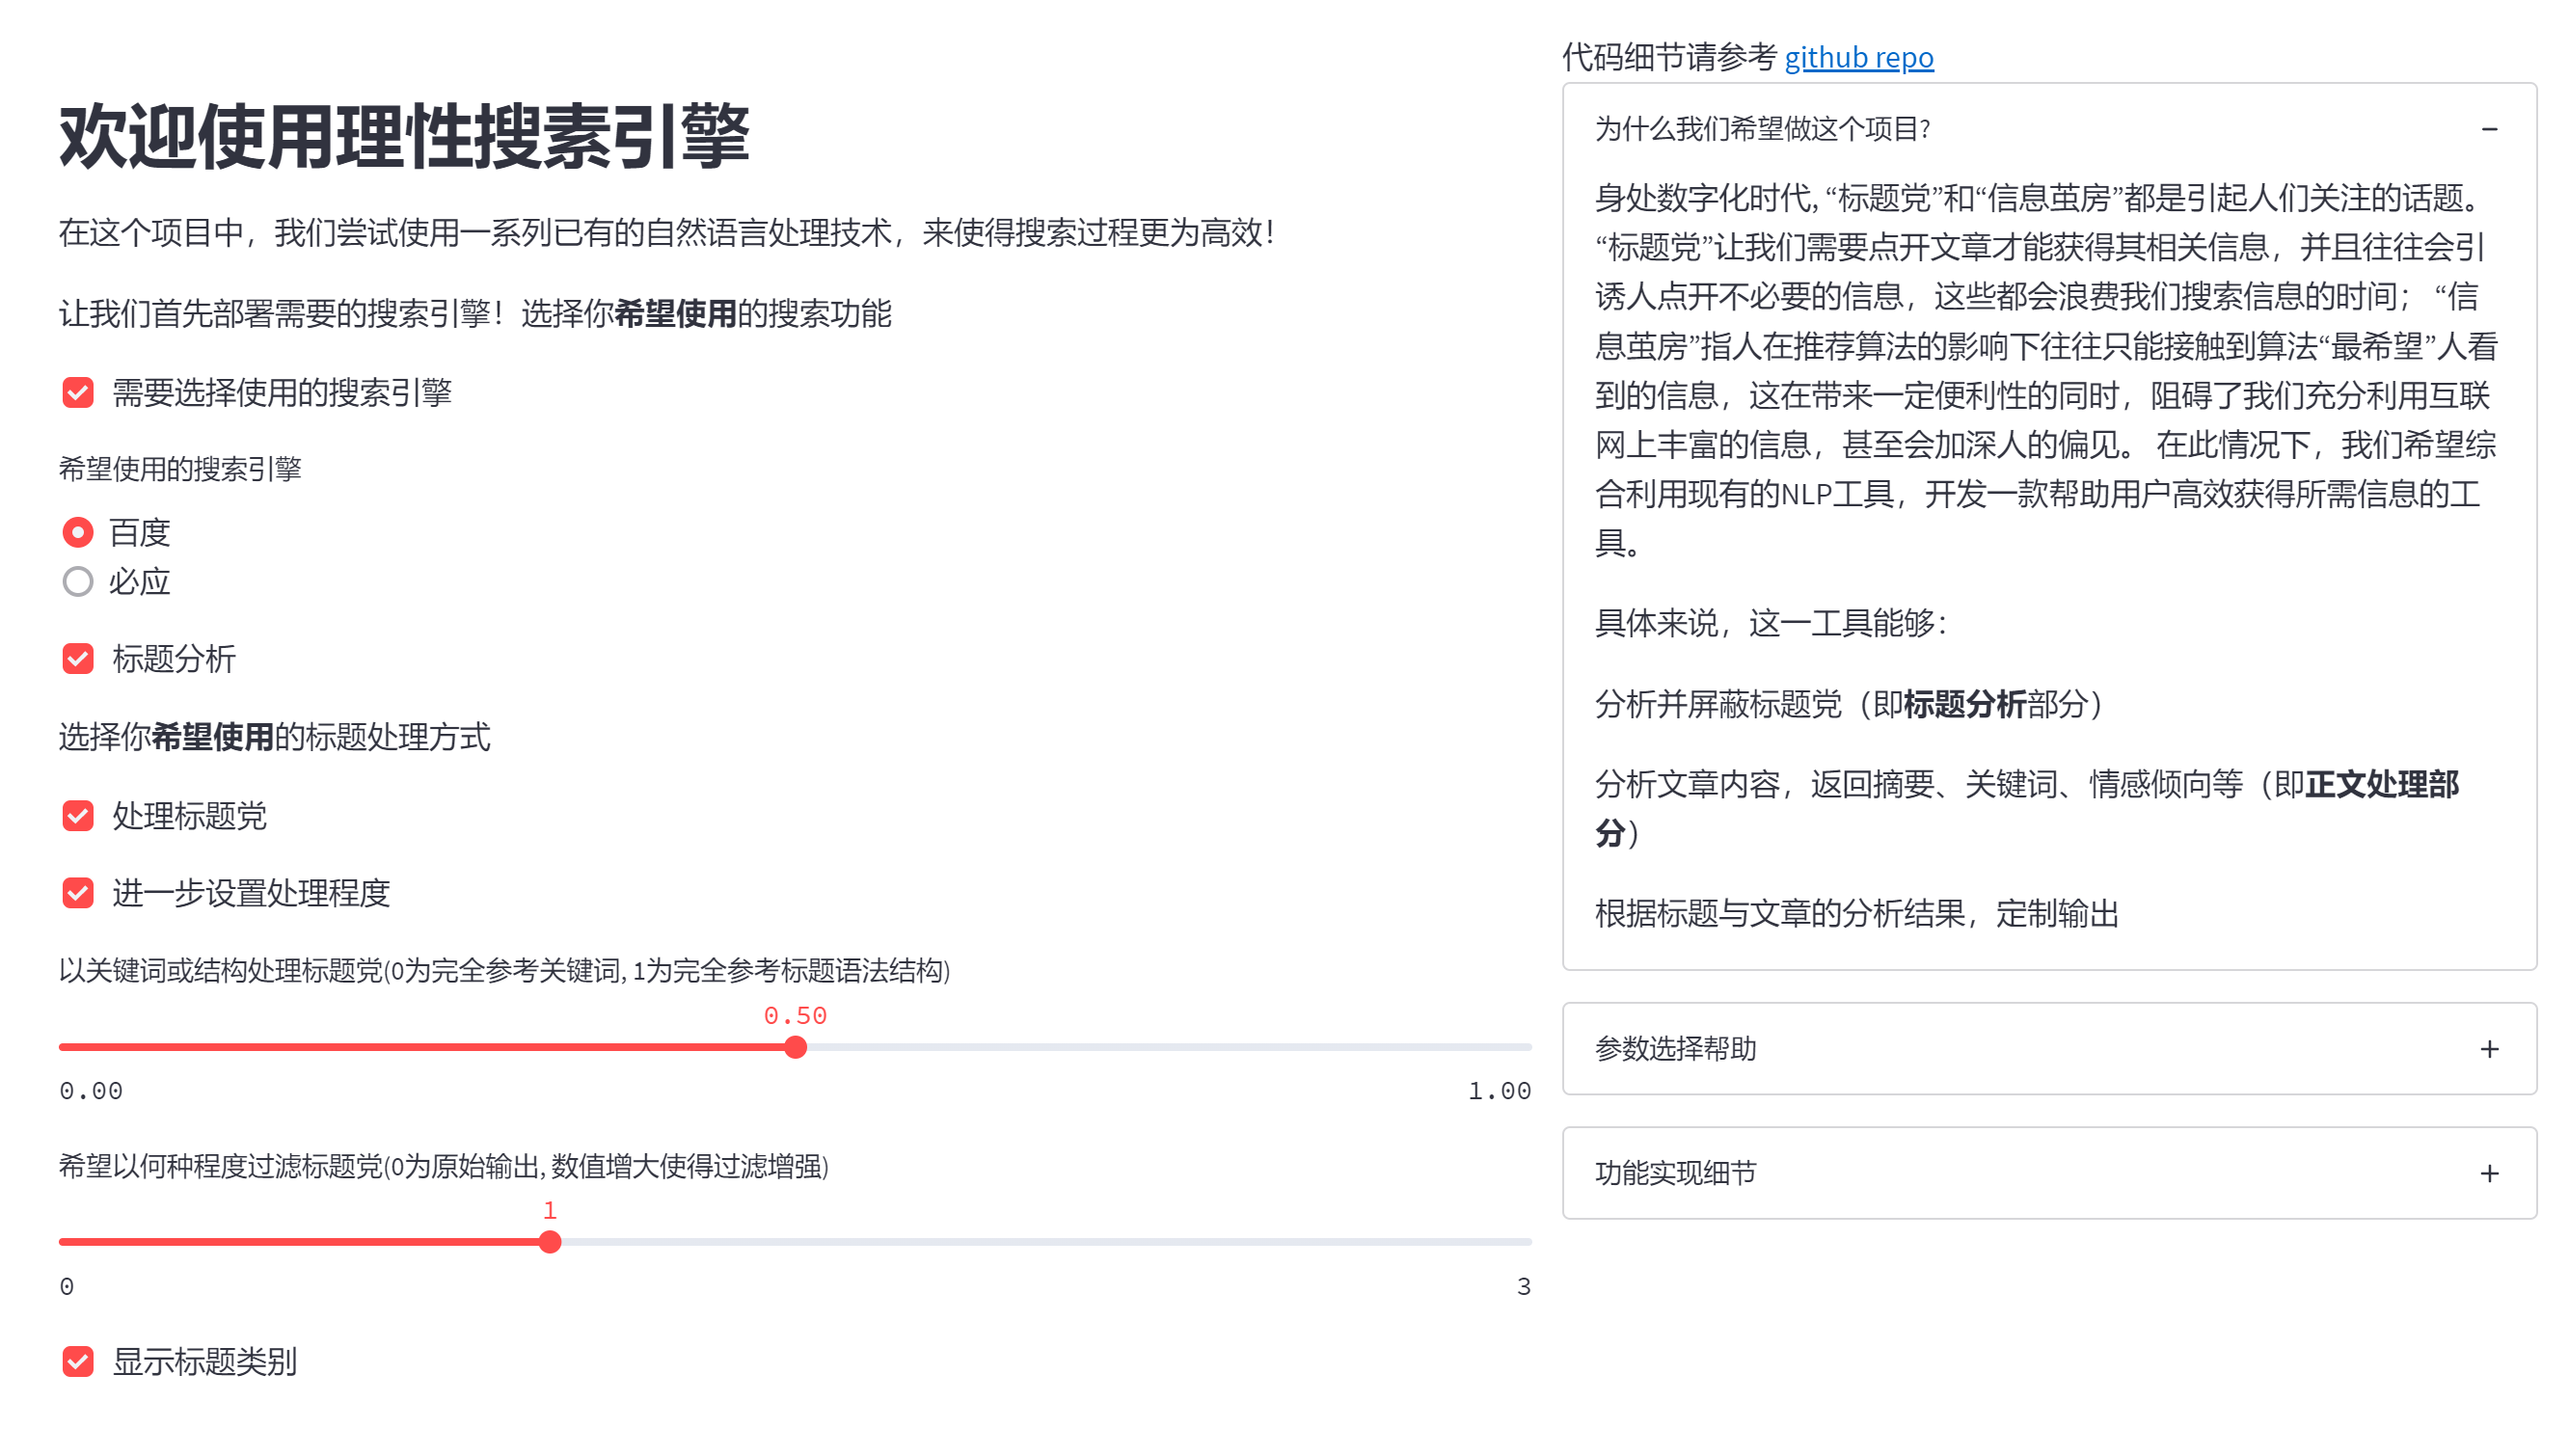 欢迎使用理性搜素引擎
在这个项目中，我们尝试使用一系列已有的自然语言处理技术，来使得搜索过程更为高效！
让我们首先部署需要的搜索引擎！选择你希望使用的搜索功能
需要选择使用的搜索引擎
希望使用的搜索引擎
百度
必应
标题分析
选择你希望使用的标题处理方式
处理标题党
进一步设置处理程度
以关键词或结构处理标题党(0为完全参考关键词, 1为完全参考标题语法结构)
0.50
0.00
1.00
希望以何种程度过滤标题党(0为原始输出, 数值增大使得过滤增强)
1
0
3
显示标题类别
代码细节请参考 github repo
为什么我们希望做这个项目?
身处数字化时代, “标题党”和“信息茧房”都是引起人们关注的话题。
“标题党”让我们需要点开文章才能获得其相关信息，并且往往会引
诱人点开不必要的信息，这些都会浪费我们搜索信息的时间； “信
息茧房”指人在推荐算法的影响下往往只能接触到算法“最希望”人看
到的信息，这在带来一定便利性的同时，阻碍了我们充分利用互联
网上丰富的信息，甚至会加深人的偏见。 在此情况下，我们希望综
合利用现有的NLP工具，开发一款帮助用户高效获得所需信息的工
具。
具体来说，这一工具能够：
分析并屏蔽标题党（即标题分析部分）
分析文章内容，返回摘要、关键词、情感倾向等（即正文处理部
分）
根据标题与文章的分析结果，定制输出
参数选择帮助
功能实现细节